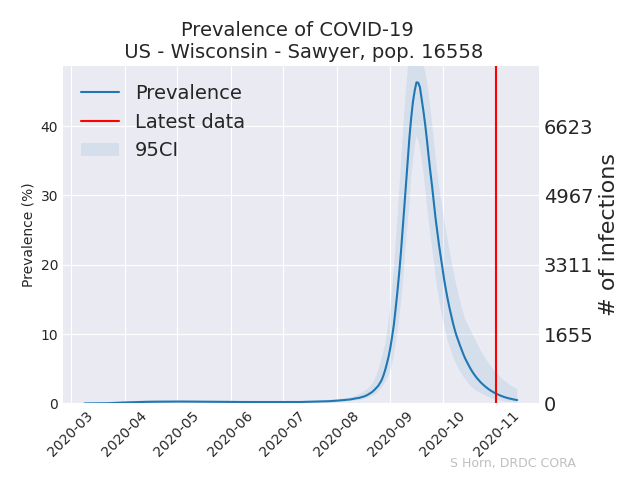 Prevalence of COVID-19
US - Wisconsin - Sawyer, pop. 16558
Prevalence
Latest data
95CI
Prevalence (%)
40
30
20
10
0
6623
4967
3311
1655
0
# of infections
2020-03
2020-04
2020-05
2020-06
2020-07
2020-08
2020-09
2020-10
2020-11
S Horn, DRDC CORA